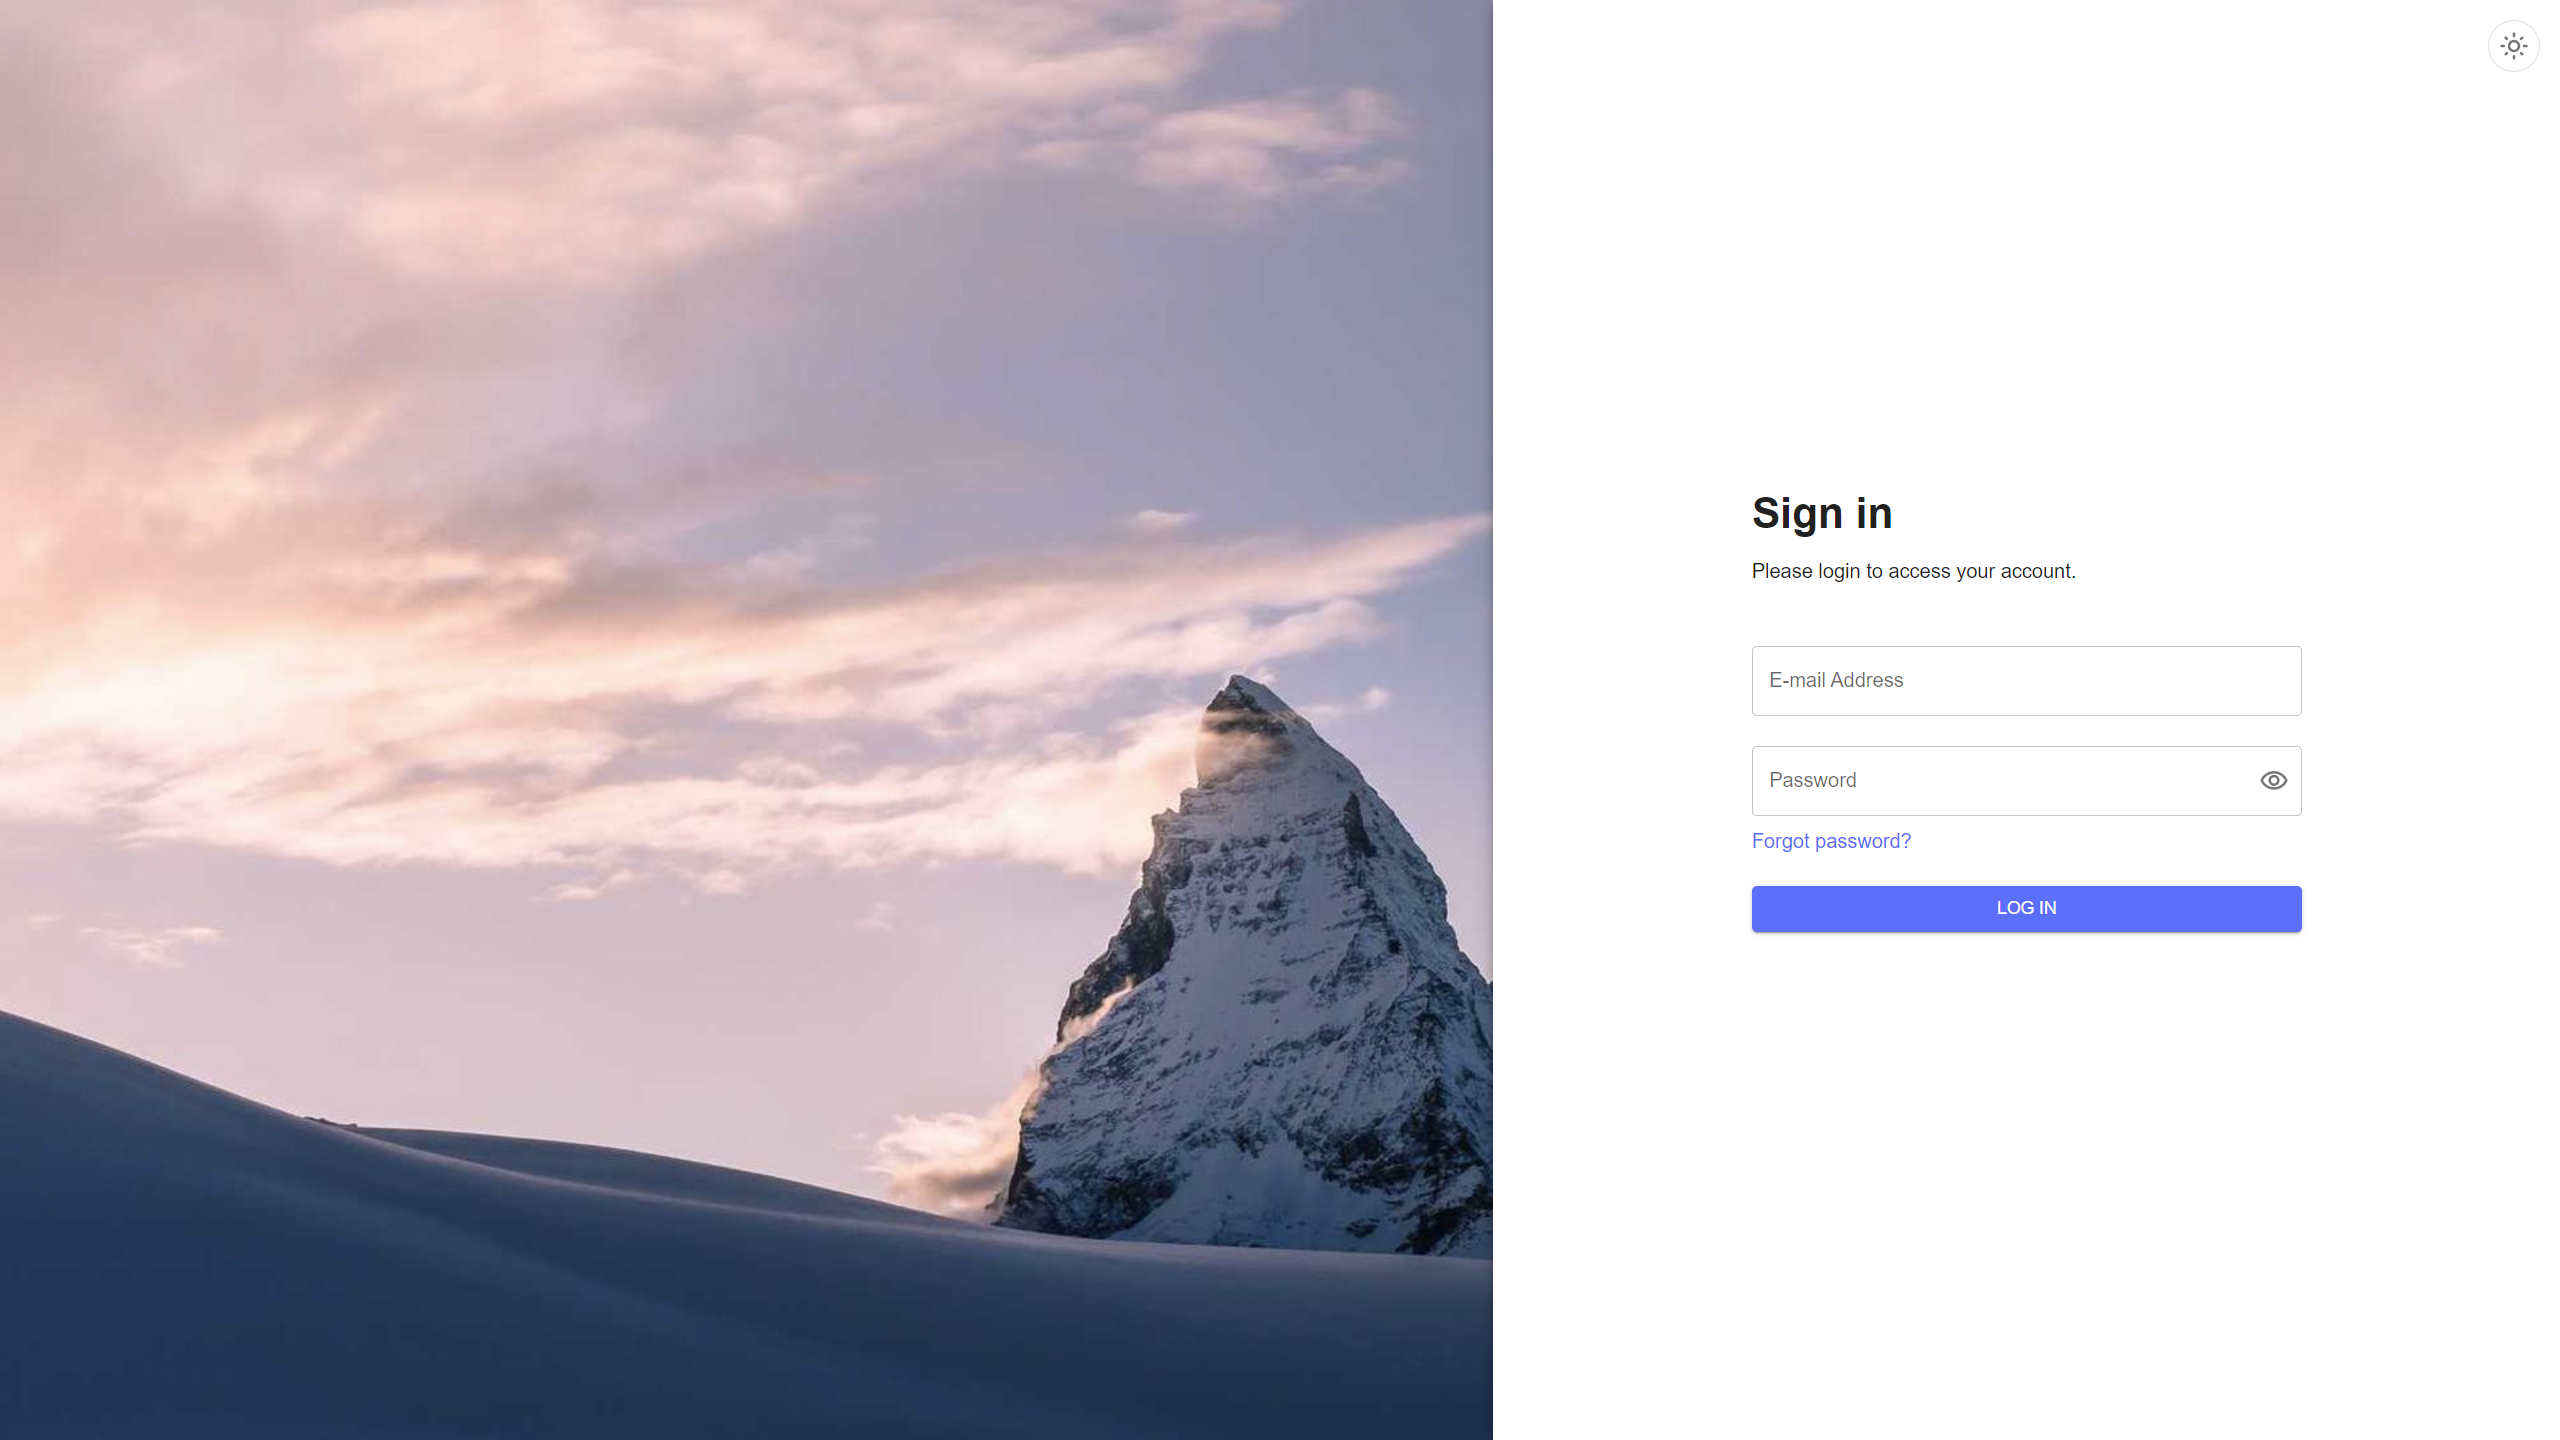 Sign in
Please login to access your account.
E-mail Address
Password
Forgot password?
LOG IN